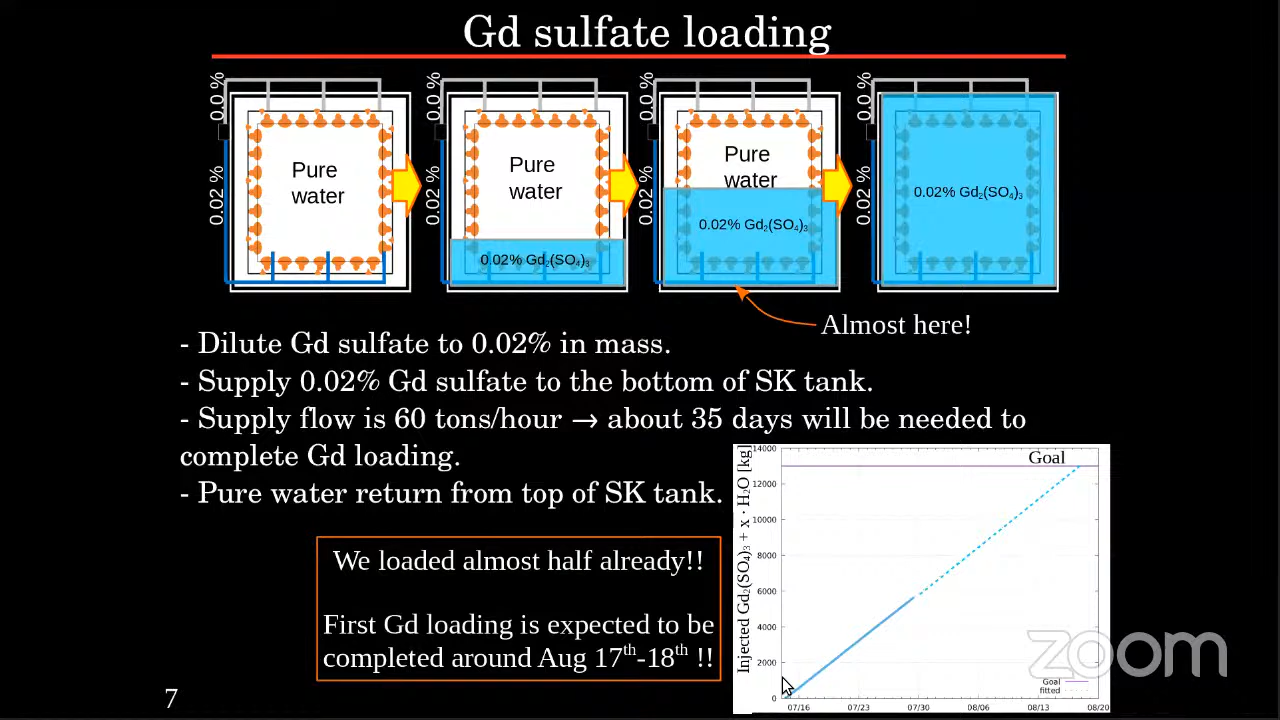 Gd sulfate loading
0.0 %
0.02 %
Pure
water
0.0 %
0.02 %
Pure
water
0.02% Gd₂(SO₄)₃
0.0 %
0.02 %
Pure
water
0.02% Gd₂(SO₄)₃
0.0 %
0.02 %
0.02% Gd₂(SO₄)₃
Almost here!
- Dilute Gd sulfate to 0.02% in mass.
- Supply 0.02% Gd sulfate to the bottom of SK tank.
- Supply flow is 60 tons/hour → about 35 days will be needed to
complete Gd loading.
- Pure water return from top of SK tank.
We loaded almost half already!!
First Gd loading is expected to be
completed around Aug 17th-18th !!
Injected Gd₂(SO₄)₃ + x · H₂O [kg]
14000
12000
10000
8000
6000
4000
2000
0
Goal
Goal
fitted
07/16 07/23 07/30 08/06 08/13 08/20
zoom
7